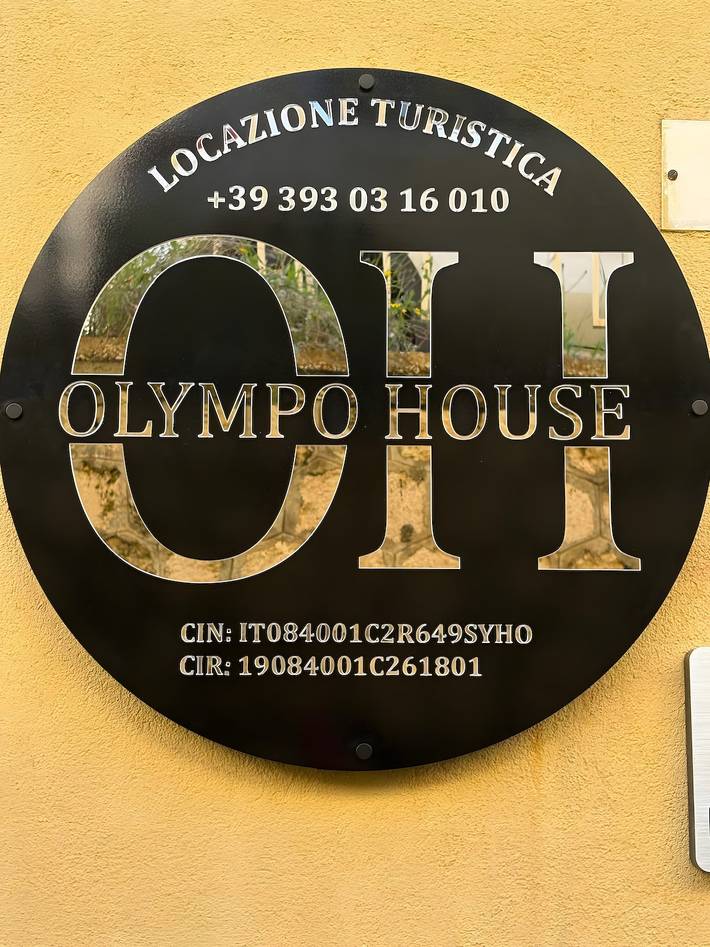 LOCAZIONE TURISTICA
+39 393 03 16 010
OH
OLYMPO HOUSE
CIN: IT084001C2R649SYHO
CIR: 19084001C261801